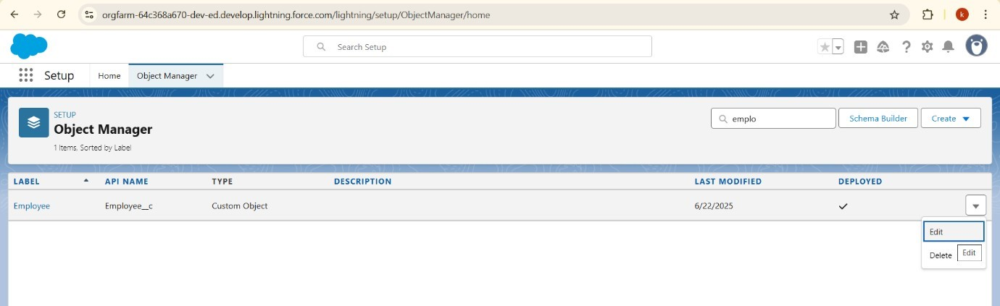 orgfarm-64c368a670-dev-ed.develop.lightning.force.com/lightning/setup/ObjectManager/home
k
Search Setup
Setup
Home
Object Manager
SETUP
Object Manager
1 Items, Sorted by Label
emplo
Schema Builder
Create
LABEL API NAME TYPE DESCRIPTION LAST MODIFIED DEPLOYED
Employee Employee__c Custom Object 6/22/2025
Edit
Delete
Edit